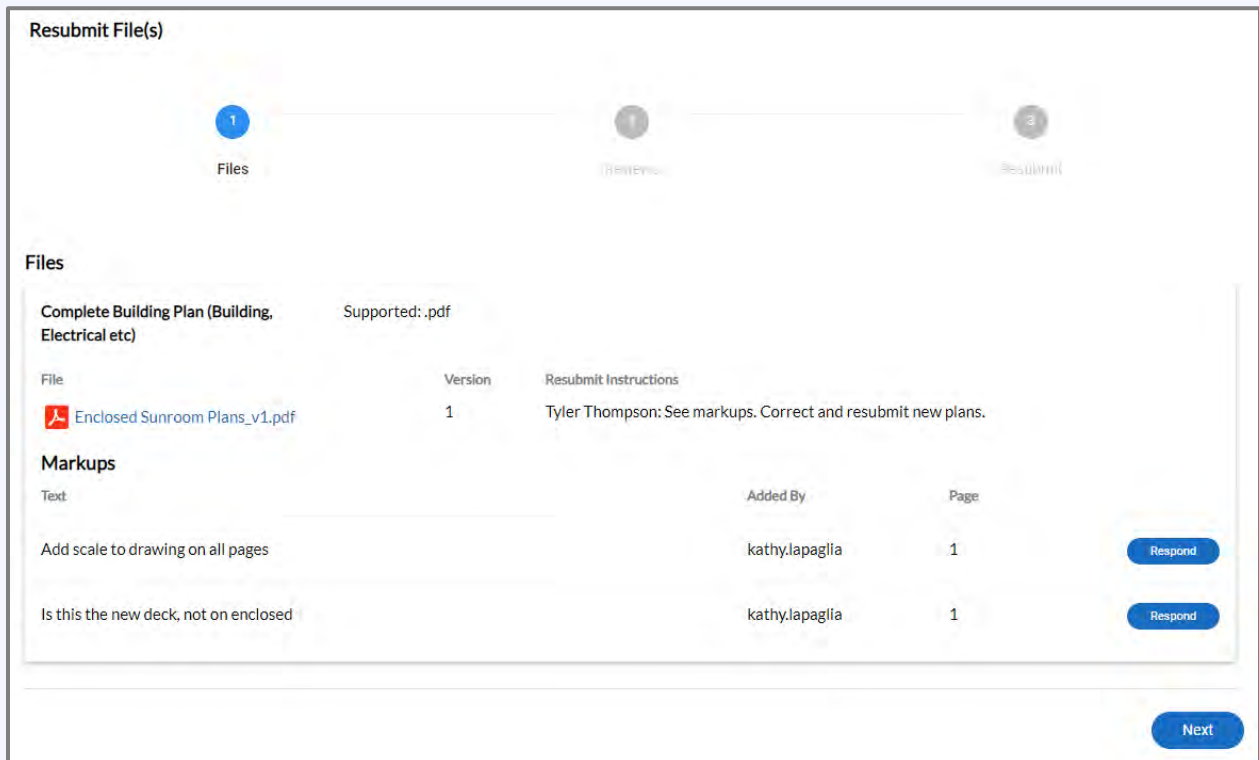 Resubmit File(s)
1
3
Files
Resubmit
Files
Complete Building Plan (Building,
Electrical etc)
Supported: .pdf
File Version Resubmit Instructions
Enclosed Sunroom Plans_v1.pdf 1 Tyler Thompson: See markups. Correct and resubmit new plans.
Markups
Text Added By Page
Add scale to drawing on all pages kathy.lapaglia 1 Respond
Is this the new deck, not on enclosed kathy.lapaglia 1 Respond
Next